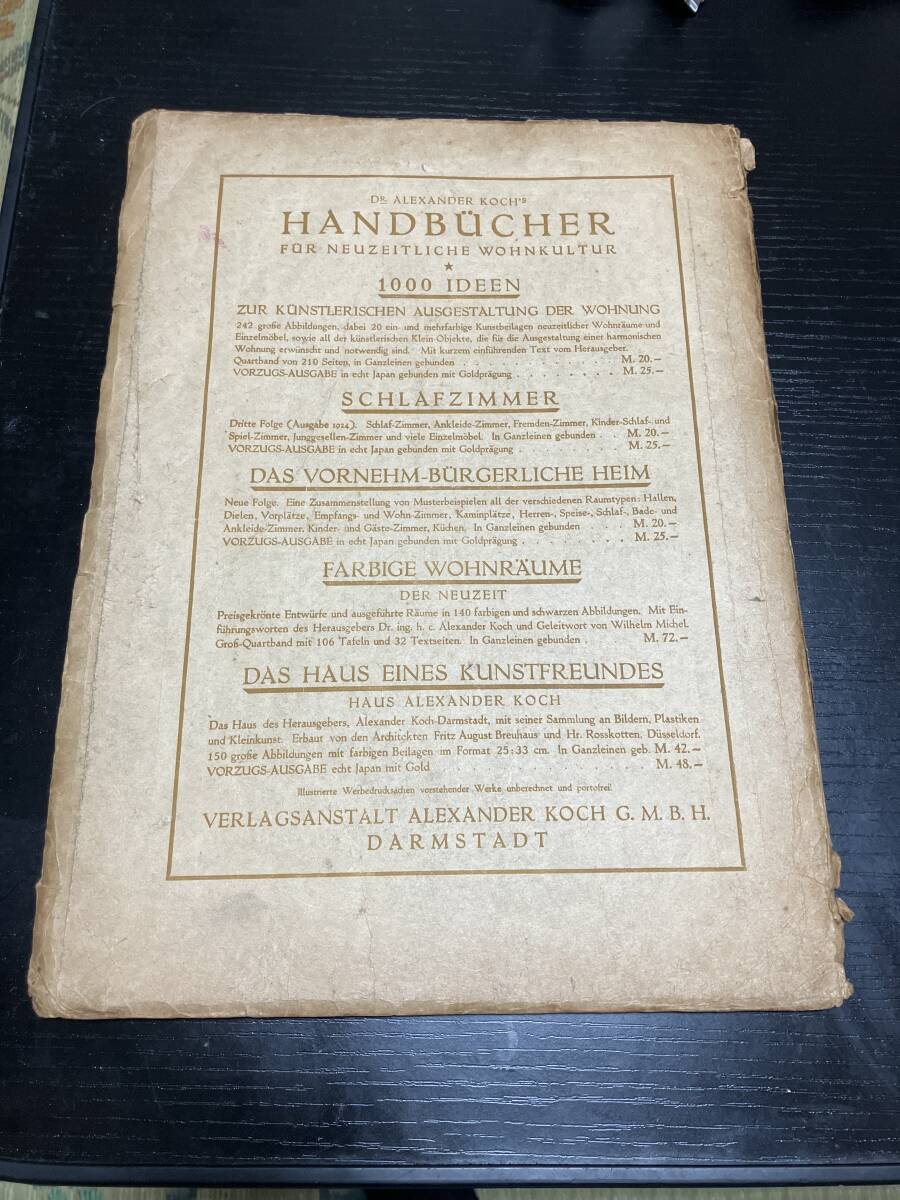 DR. ALEXANDER KOCH'S
HANDBÜCHER
FÜR NEUZEITLICHE WOHNKULTUR
★
1000 IDEEN
ZUR KÜNSTLERISCHEN AUSGESTALTUNG DER WOHNUNG
242 große Abbildungen, dabei 20 ein- und mehrfarbige Kunstbeilagen neuzeitlicher Wohnräume und
Einzelmöbel, sowie all der künstlerischen Klein-Objekte, die für die Ausgestaltung einer harmonischen
Wohnung erwünscht und notwendig sind. Mit kurzem einführenden Text vom Herausgeber.
Quartband von 210 Seiten, in Ganzleinen gebunden . . . . . . . . . . . M. 20.—
VORZUGS-AUSGABE in echt Japan gebunden mit Goldprägung . . . . . . . . . M. 25.—
SCHLAFZIMMER
Dritte Folge (Ausgabe 1924). Schlaf-Zimmer, Ankleide-Zimmer, Fremden-Zimmer, Kinder-Schlaf- und
Spiel-Zimmer, Junggesellen-Zimmer und viele Einzelmöbel. In Ganzleinen gebunden . . M. 20.—
VORZUGS-AUSGABE in echt Japan gebunden mit Goldprägung . . . . . . . . . M. 25.—
DAS VORNEHM-BÜRGERLICHE HEIM
Neue Folge. Eine Zusammenstellung von Musterbeispielen all der verschiedenen Raumtypen: Hallen,
Dielen, Vorplätze, Empfangs- und Wohn-Zimmer, Kaminplätze, Herren-, Speise-, Schlaf-, Bade- und
Ankleide-Zimmer, Kinder- und Gäste-Zimmer, Küchen. In Ganzleinen gebunden . . . . M. 20.—
VORZUGS-AUSGABE in echt Japan gebunden mit Goldprägung . . . . . . . . . M. 25.—
FARBIGE WOHNRÄUME
DER NEUZEIT
Preisgekrönte Entwürfe und ausgeführte Räume in 140 farbigen und schwarzen Abbildungen. Mit Ein-
führungsworten des Herausgebers Dr. ing. h. c. Alexander Koch und Geleitwort von Wilhelm Michel.
Groß-Quartband mit 106 Tafeln und 32 Textseiten. In Ganzleinen gebunden . . . . . M. 72.—
DAS HAUS EINES KUNSTFREUNDES
HAUS ALEXANDER KOCH
Das Haus des Herausgebers, Alexander Koch-Darmstadt, mit seiner Sammlung an Bildern, Plastiken
und Kleinkunst. Erbaut von den Architekten Fritz August Breuhaus und Hr. Rosskotten, Düsseldorf.
150 große Abbildungen mit farbigen Beilagen im Format 25:33 cm. In Ganzleinen geb. M. 42.—
VORZUGS-AUSGABE echt Japan mit Gold . . . . . . . . . . . . . . M. 48.—
Illustrierte Werbedrucksachen vorstehender Werke unberechnet und portofrei!
VERLAGSANSTALT ALEXANDER KOCH G. M. B. H.
DARMSTADT